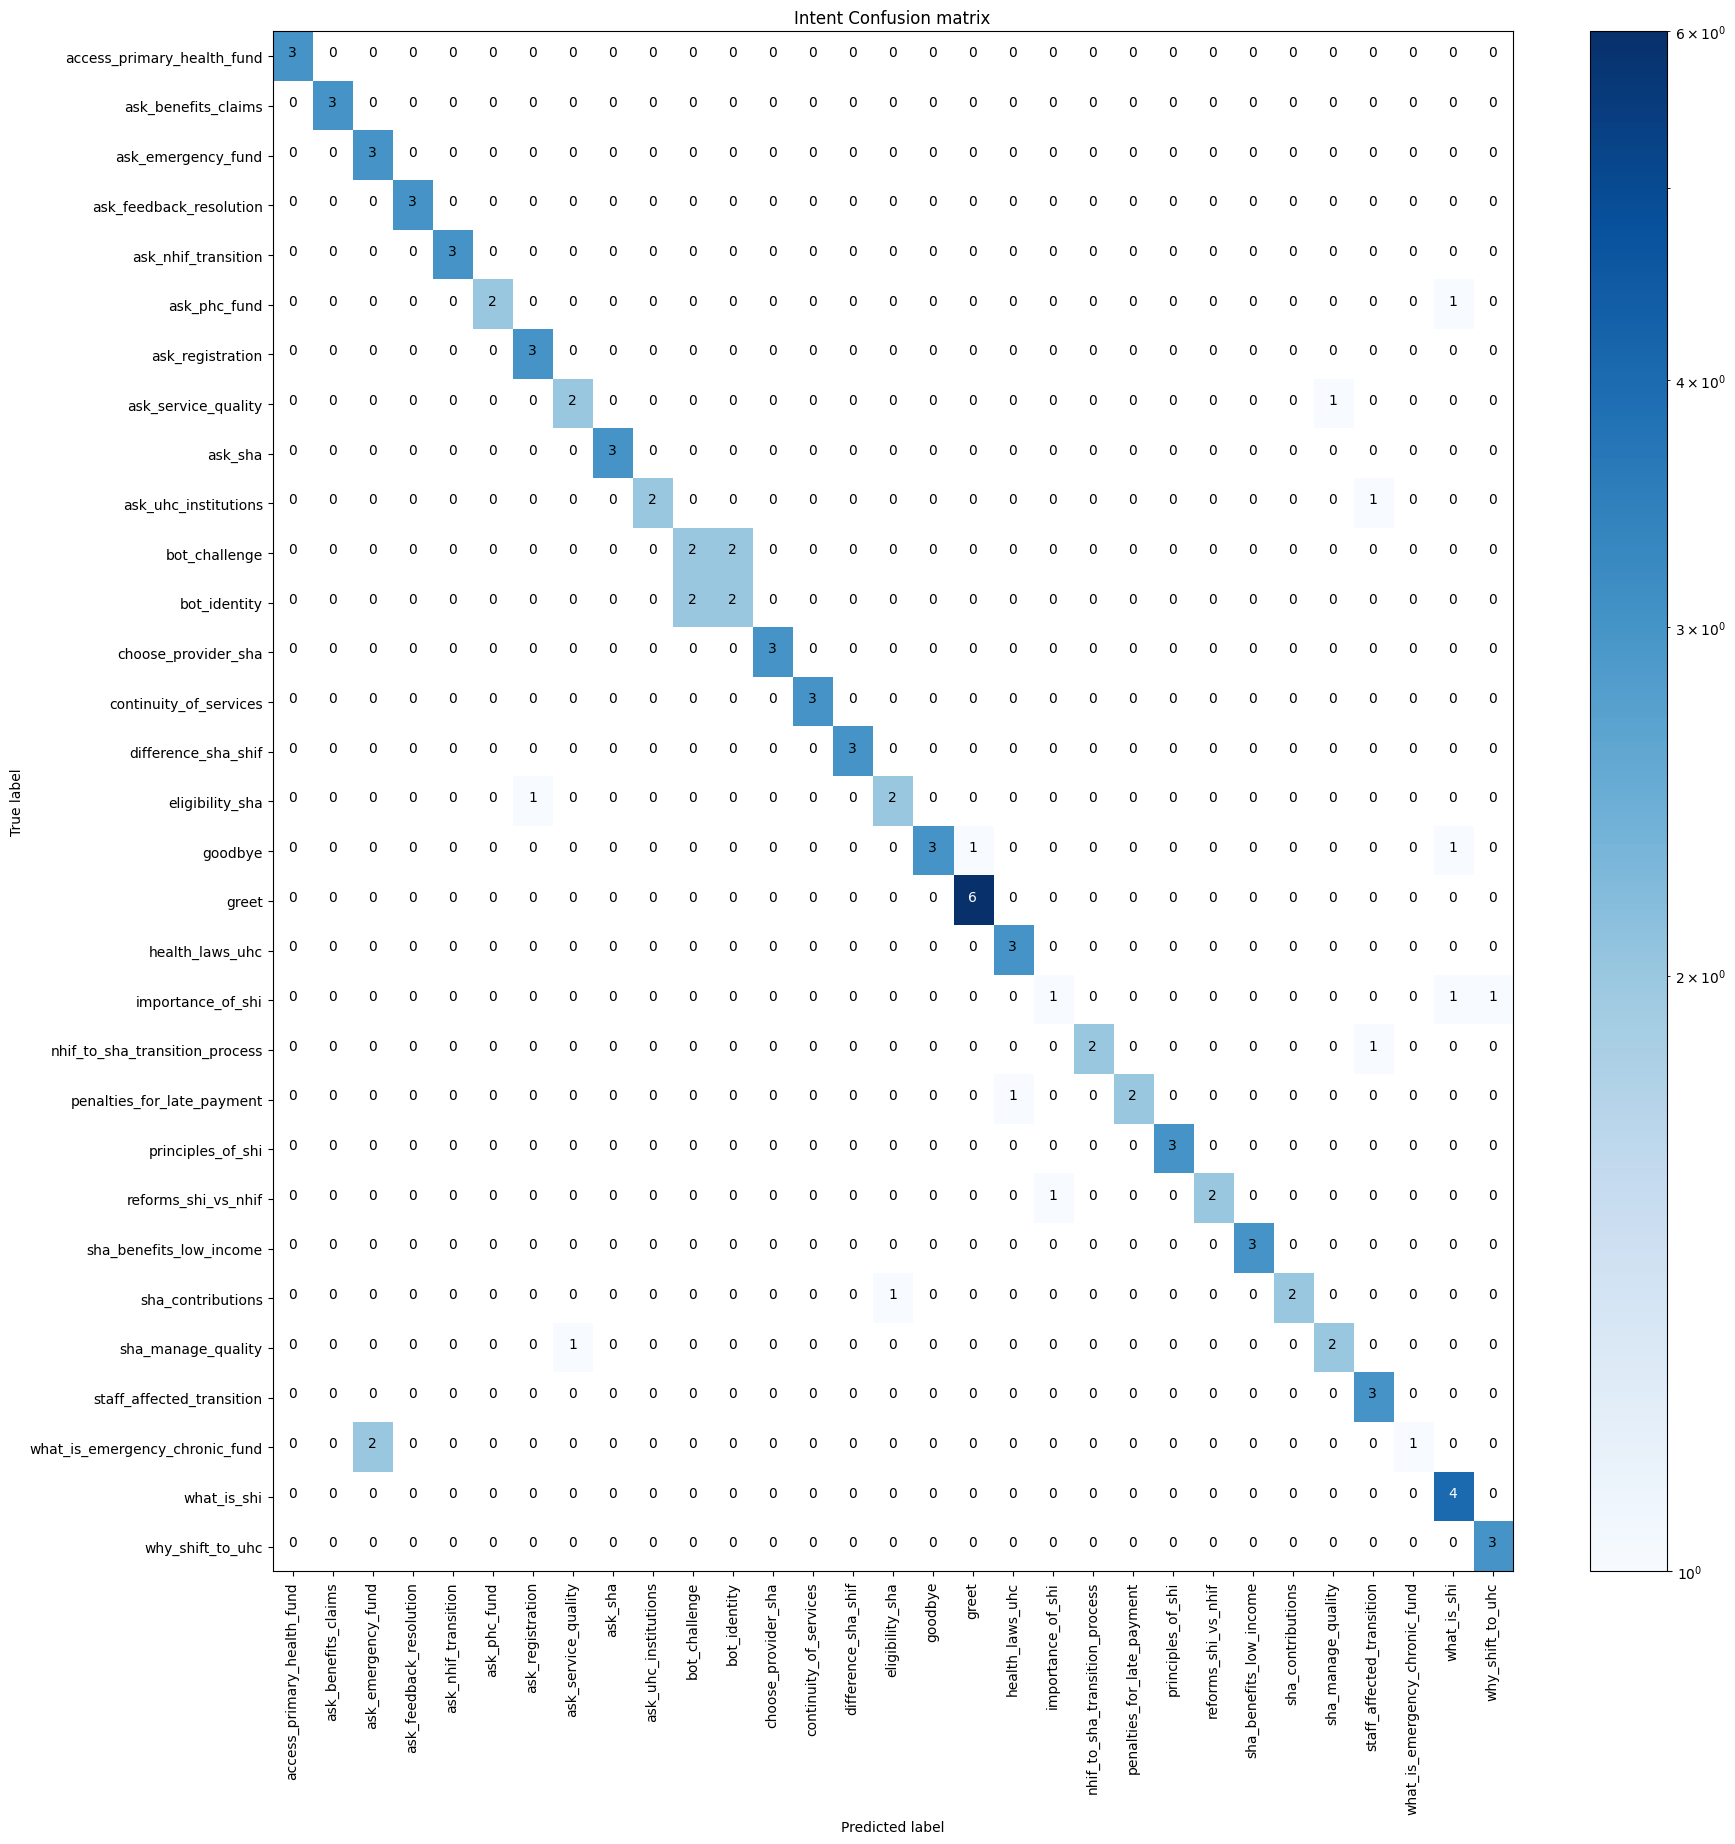 Intent Confusion matrix
True label
access_primary_health_fund 3 0 0 0 0 0 0 0 0 0 0 0 0 0 0 0 0 0 0 0 0 0 0 0 0 0 0 0 0 0 0
ask_benefits_claims 0 3 0 0 0 0 0 0 0 0 0 0 0 0 0 0 0 0 0 0 0 0 0 0 0 0 0 0 0 0 0
ask_emergency_fund 0 0 3 0 0 0 0 0 0 0 0 0 0 0 0 0 0 0 0 0 0 0 0 0 0 0 0 0 0 0 0
ask_feedback_resolution 0 0 0 3 0 0 0 0 0 0 0 0 0 0 0 0 0 0 0 0 0 0 0 0 0 0 0 0 0 0 0
ask_nhif_transition 0 0 0 0 3 0 0 0 0 0 0 0 0 0 0 0 0 0 0 0 0 0 0 0 0 0 0 0 0 0 0
ask_phc_fund 0 0 0 0 0 2 0 0 0 0 0 0 0 0 0 0 0 0 0 0 0 0 0 0 0 0 0 0 0 1 0
ask_registration 0 0 0 0 0 0 3 0 0 0 0 0 0 0 0 0 0 0 0 0 0 0 0 0 0 0 0 0 0 0 0
ask_service_quality 0 0 0 0 0 0 0 2 0 0 0 0 0 0 0 0 0 0 0 0 0 0 0 0 0 0 1 0 0 0 0
ask_sha 0 0 0 0 0 0 0 0 3 0 0 0 0 0 0 0 0 0 0 0 0 0 0 0 0 0 0 0 0 0 0
ask_uhc_institutions 0 0 0 0 0 0 0 0 0 2 0 0 0 0 0 0 0 0 0 0 0 0 0 0 0 0 0 1 0 0 0
bot_challenge 0 0 0 0 0 0 0 0 0 0 2 2 0 0 0 0 0 0 0 0 0 0 0 0 0 0 0 0 0 0 0
bot_identity 0 0 0 0 0 0 0 0 0 0 2 2 0 0 0 0 0 0 0 0 0 0 0 0 0 0 0 0 0 0 0
choose_provider_sha 0 0 0 0 0 0 0 0 0 0 0 0 3 0 0 0 0 0 0 0 0 0 0 0 0 0 0 0 0 0 0
continuity_of_services 0 0 0 0 0 0 0 0 0 0 0 0 0 3 0 0 0 0 0 0 0 0 0 0 0 0 0 0 0 0 0
difference_sha_shif 0 0 0 0 0 0 0 0 0 0 0 0 0 0 3 0 0 0 0 0 0 0 0 0 0 0 0 0 0 0 0
eligibility_sha 0 0 0 0 0 0 1 0 0 0 0 0 0 0 0 2 0 0 0 0 0 0 0 0 0 0 0 0 0 0 0
goodbye 0 0 0 0 0 0 0 0 0 0 0 0 0 0 0 0 3 1 0 0 0 0 0 0 0 0 0 0 0 1 0
greet 0 0 0 0 0 0 0 0 0 0 0 0 0 0 0 0 0 6 0 0 0 0 0 0 0 0 0 0 0 0 0
health_laws_uhc 0 0 0 0 0 0 0 0 0 0 0 0 0 0 0 0 0 0 3 0 0 0 0 0 0 0 0 0 0 0 0
importance_of_shi 0 0 0 0 0 0 0 0 0 0 0 0 0 0 0 0 0 0 0 1 0 0 0 0 0 0 0 0 0 1 1
nhif_to_sha_transition_process 0 0 0 0 0 0 0 0 0 0 0 0 0 0 0 0 0 0 0 0 2 0 0 0 0 0 0 1 0 0 0
penalties_for_late_payment 0 0 0 0 0 0 0 0 0 0 0 0 0 0 0 0 0 0 1 0 0 2 0 0 0 0 0 0 0 0 0
principles_of_shi 0 0 0 0 0 0 0 0 0 0 0 0 0 0 0 0 0 0 0 0 0 0 3 0 0 0 0 0 0 0 0
reforms_shi_vs_nhif 0 0 0 0 0 0 0 0 0 0 0 0 0 0 0 0 0 0 0 1 0 0 0 2 0 0 0 0 0 0 0
sha_benefits_low_income 0 0 0 0 0 0 0 0 0 0 0 0 0 0 0 0 0 0 0 0 0 0 0 0 3 0 0 0 0 0 0
sha_contributions 0 0 0 0 0 0 0 0 0 0 0 0 0 0 0 1 0 0 0 0 0 0 0 0 0 2 0 0 0 0 0
sha_manage_quality 0 0 0 0 0 0 0 1 0 0 0 0 0 0 0 0 0 0 0 0 0 0 0 0 0 0 2 0 0 0 0
staff_affected_transition 0 0 0 0 0 0 0 0 0 0 0 0 0 0 0 0 0 0 0 0 0 0 0 0 0 0 0 3 0 0 0
what_is_emergency_chronic_fund 0 0 2 0 0 0 0 0 0 0 0 0 0 0 0 0 0 0 0 0 0 0 0 0 0 0 0 0 1 0 0
what_is_shi 0 0 0 0 0 0 0 0 0 0 0 0 0 0 0 0 0 0 0 0 0 0 0 0 0 0 0 0 0 4 0
why_shift_to_uhc 0 0 0 0 0 0 0 0 0 0 0 0 0 0 0 0 0 0 0 0 0 0 0 0 0 0 0 0 0 0 3
access_primary_health_fund
ask_benefits_claims
ask_emergency_fund
ask_feedback_resolution
ask_nhif_transition
ask_phc_fund
ask_registration
ask_service_quality
ask_sha
ask_uhc_institutions
bot_challenge
bot_identity
choose_provider_sha
continuity_of_services
difference_sha_shif
eligibility_sha
goodbye
greet
health_laws_uhc
importance_of_shi
nhif_to_sha_transition_process
penalties_for_late_payment
principles_of_shi
reforms_shi_vs_nhif
sha_benefits_low_income
sha_contributions
sha_manage_quality
staff_affected_transition
what_is_emergency_chronic_fund
what_is_shi
why_shift_to_uhc
Predicted label
6 × 10⁰
4 × 10⁰
3 × 10⁰
2 × 10⁰
10⁰